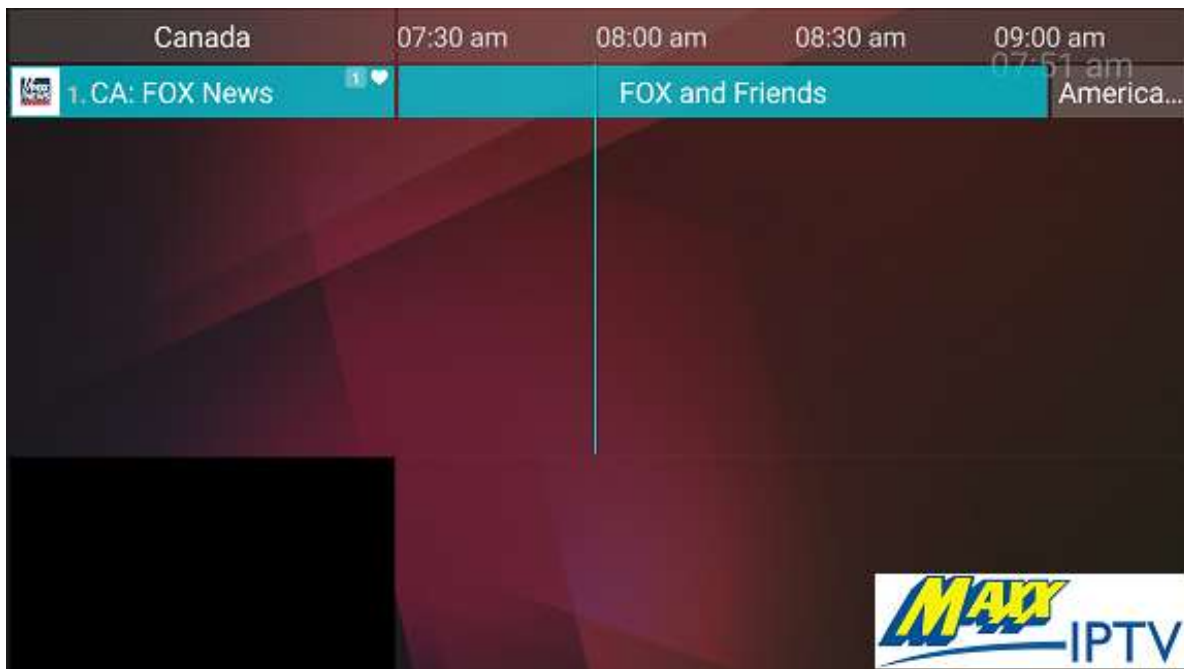 Canada 07:30 am 08:00 am 08:30 am 09:00 am
07:51 am
1. CA: FOX News 1 FOX and Friends America...
MAXX
IPTV